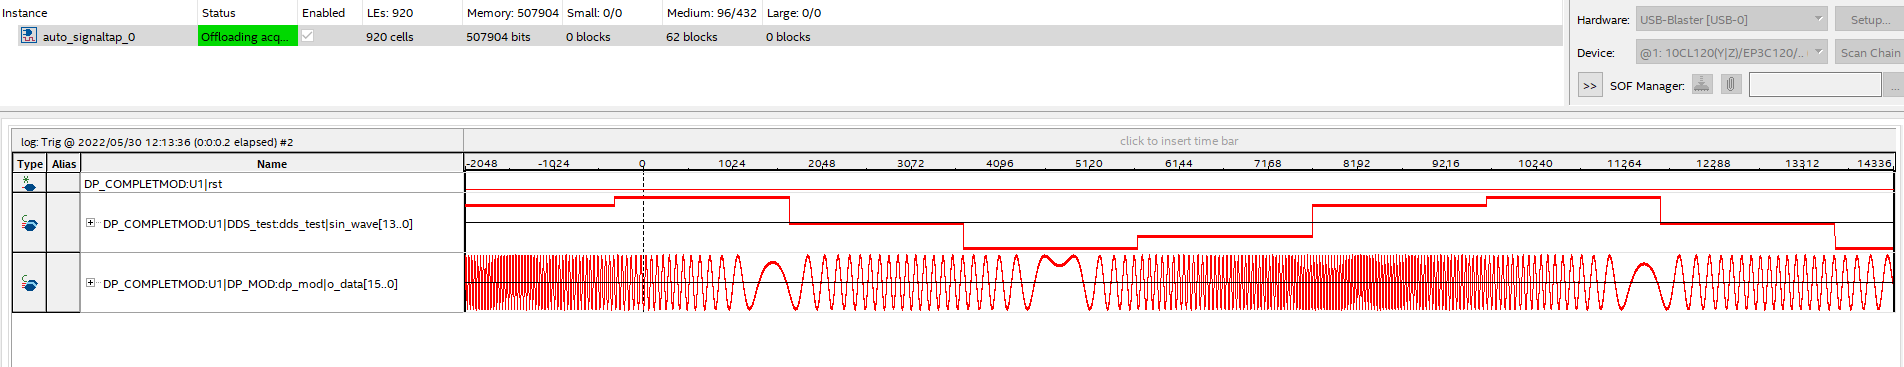 Instance Status Enabled LEs: 920 Memory: 507904 Small: 0/0 Medium: 96/432 Large: 0/0
auto_signaltap_0 Offloading acq... 920 cells 507904 bits 0 blocks 62 blocks 0 blocks
Hardware: USB-Blaster [USB-0] Setup...
Device: @1: 10CL120(Y|Z)/EP3C120/.. Scan Chain
>> SOF Manager: ...
log: Trig @ 2022/05/30 12:13:36 (0:0:0.2 elapsed) #2 click to insert time bar
Type Alias Name -2048 -1024 0 1024 2048 3072 4096 5120 6144 7168 8192 9216 10240 11264 12288 13312 14336
DP_COMPLETMOD:U1|rst
DP_COMPLETMOD:U1|DDS_test:dds_test|sin_wave[13..0]
DP_COMPLETMOD:U1|DP_MOD:dp_mod|o_data[15..0]